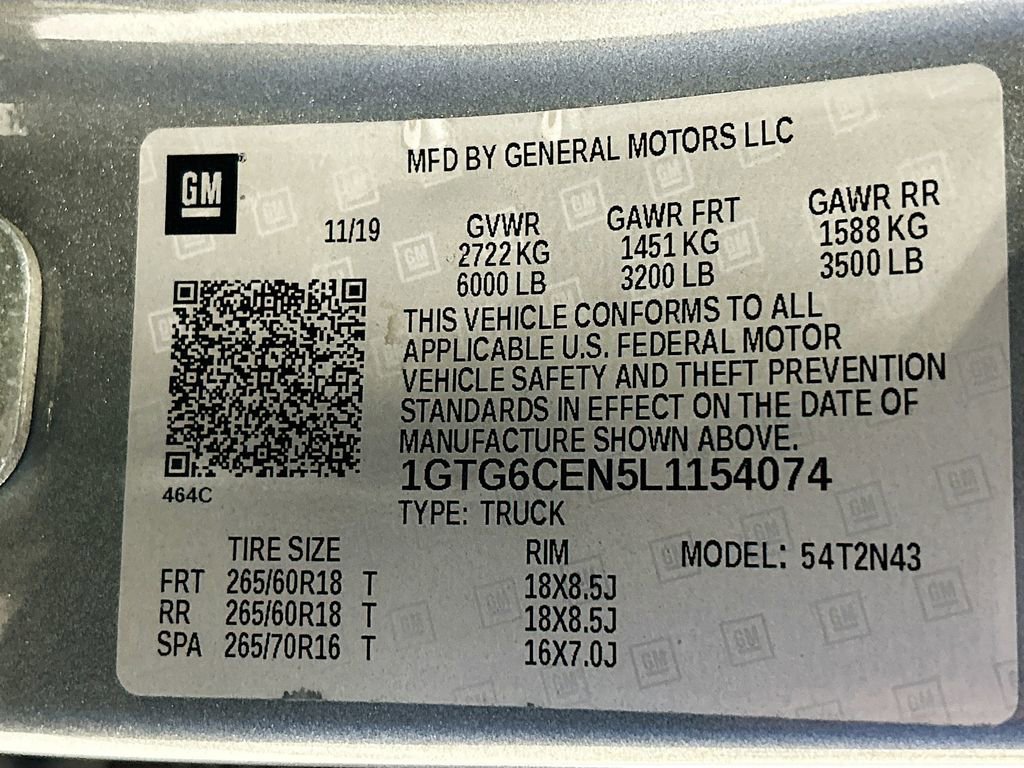 GM
MFD BY GENERAL MOTORS LLC
11/19
GVWR GAWR FRT GAWR RR
2722 KG 1451 KG 1588 KG
6000 LB 3200 LB 3500 LB
THIS VEHICLE CONFORMS TO ALL
APPLICABLE U.S. FEDERAL MOTOR
VEHICLE SAFETY AND THEFT PREVENTION
STANDARDS IN EFFECT ON THE DATE OF
MANUFACTURE SHOWN ABOVE.
1GTG6CEN5L1154074
464C
TYPE: TRUCK
TIRE SIZE RIM MODEL: 54T2N43
FRT 265/60R18 T 18X8.5J
RR 265/60R18 T 18X8.5J
SPA 265/70R16 T 16X7.0J